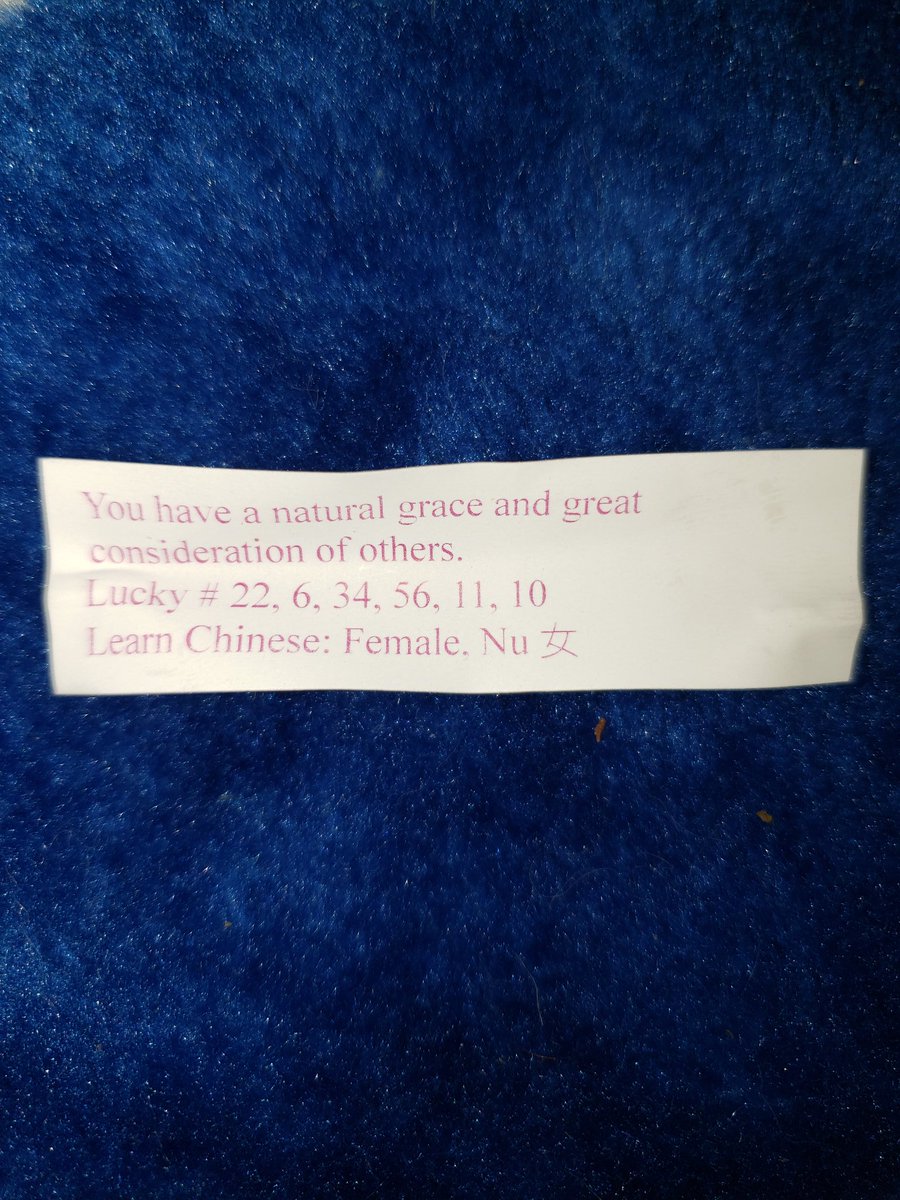 You have a natural grace and great
consideration of others.
Lucky # 22, 6, 34, 56, 11, 10
Learn Chinese: Female, Nu 女